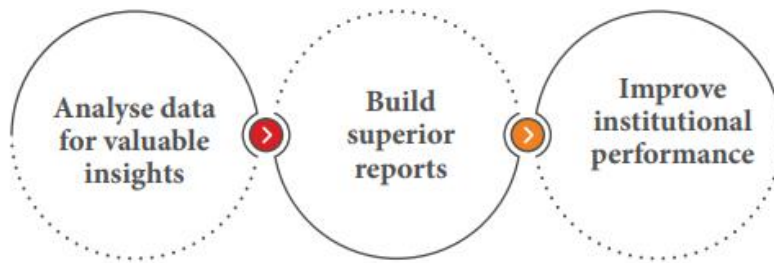 Analyse data
for valuable
insights
Build
superior
reports
Improve
institutional
performance